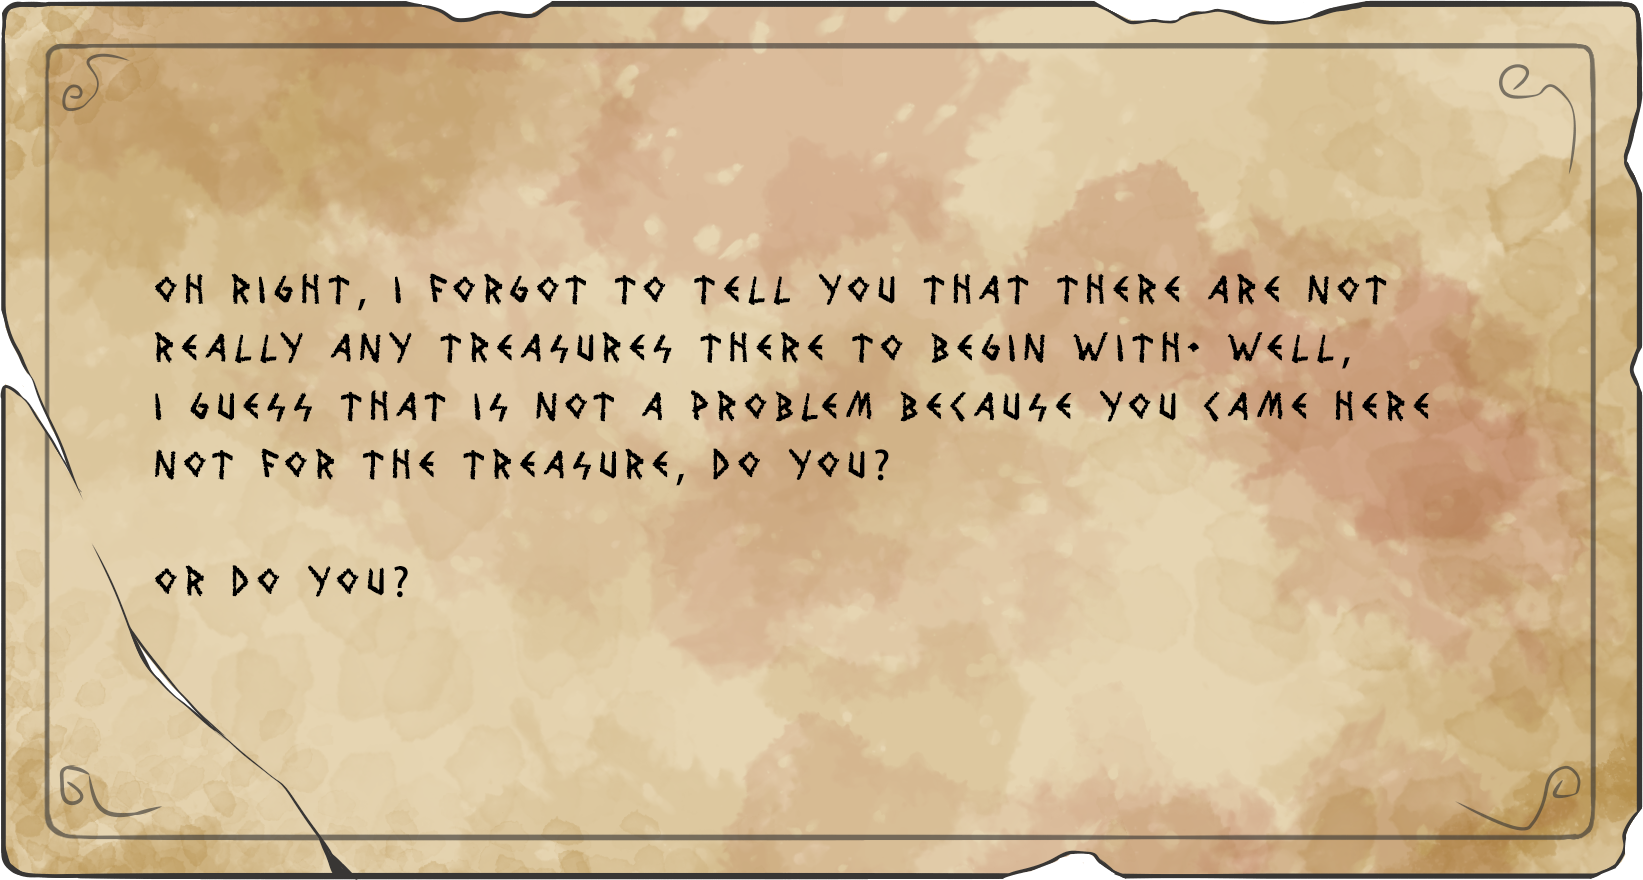 OH RIGHT, I FORGOT TO TELL YOU THAT THERE ARE NOT
REALLY ANY TREASURES THERE TO BEGIN WITH. WELL,
I GUESS THAT IS NOT A PROBLEM BECAUSE YOU CAME HERE
NOT FOR THE TREASURE, DO YOU?
OR DO YOU?